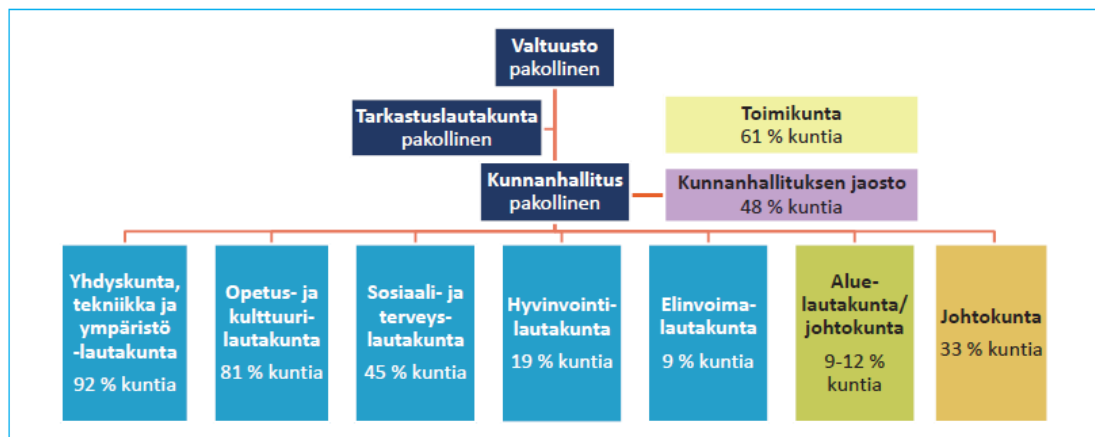 Valtuusto
pakollinen
Tarkastuslautakunta
pakollinen
Toimikunta
61 % kuntia
Kunnanhallitus
pakollinen
Kunnanhallituksen jaosto
48 % kuntia
Yhdyskunta,
tekniikka ja
ympäristö
-lautakunta
92 % kuntia
Opetus- ja
kulttuuri-
lautakunta
81 % kuntia
Sosiaali- ja
terveys-
lautakunta
45 % kuntia
Hyvinvointi-
lautakunta
19 % kuntia
Elinvoima-
lautakunta
9 % kuntia
Alue-
lautakunta/
johtokunta
9-12 %
kuntia
Johtokunta
33 % kuntia